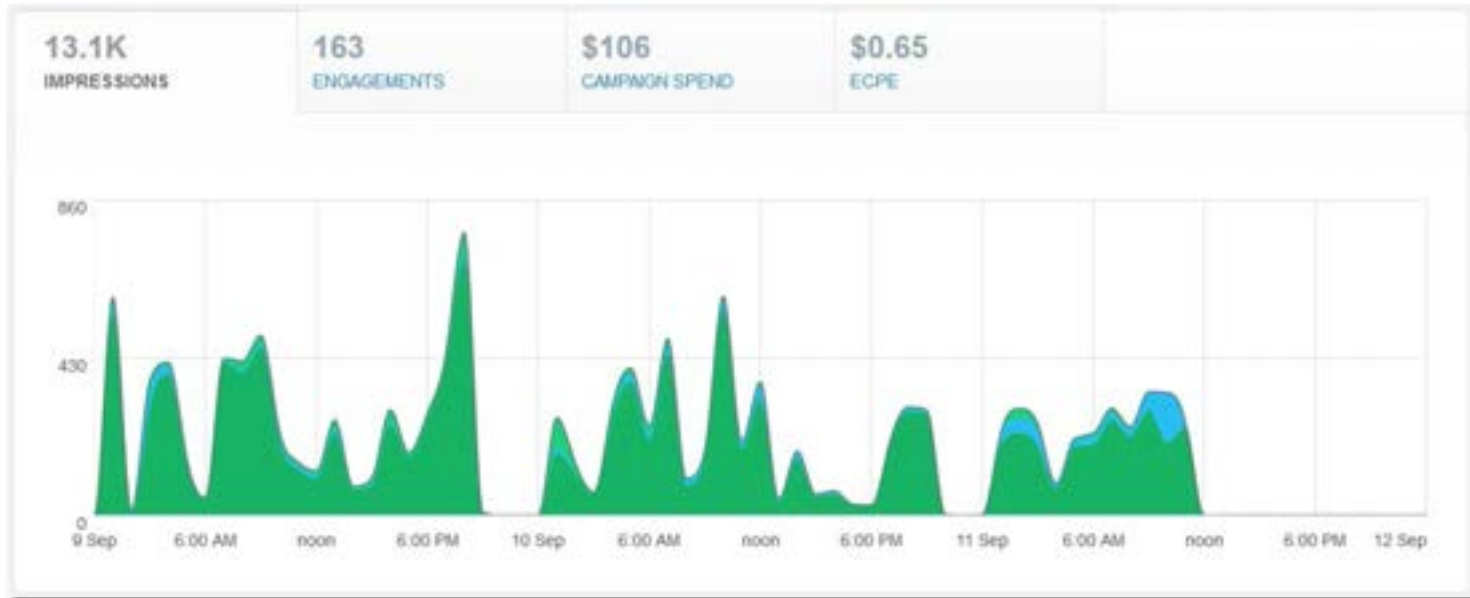 13.1K
IMPRESSIONS
163
ENGAGEMENTS
$106
CAMPAIGN SPEND
$0.65
ECPE
860
430
0
9 Sep 6:00 AM noon 6:00 PM 10 Sep 6:00 AM noon 6:00 PM 11 Sep 6:00 AM noon 6:00 PM 12 Sep